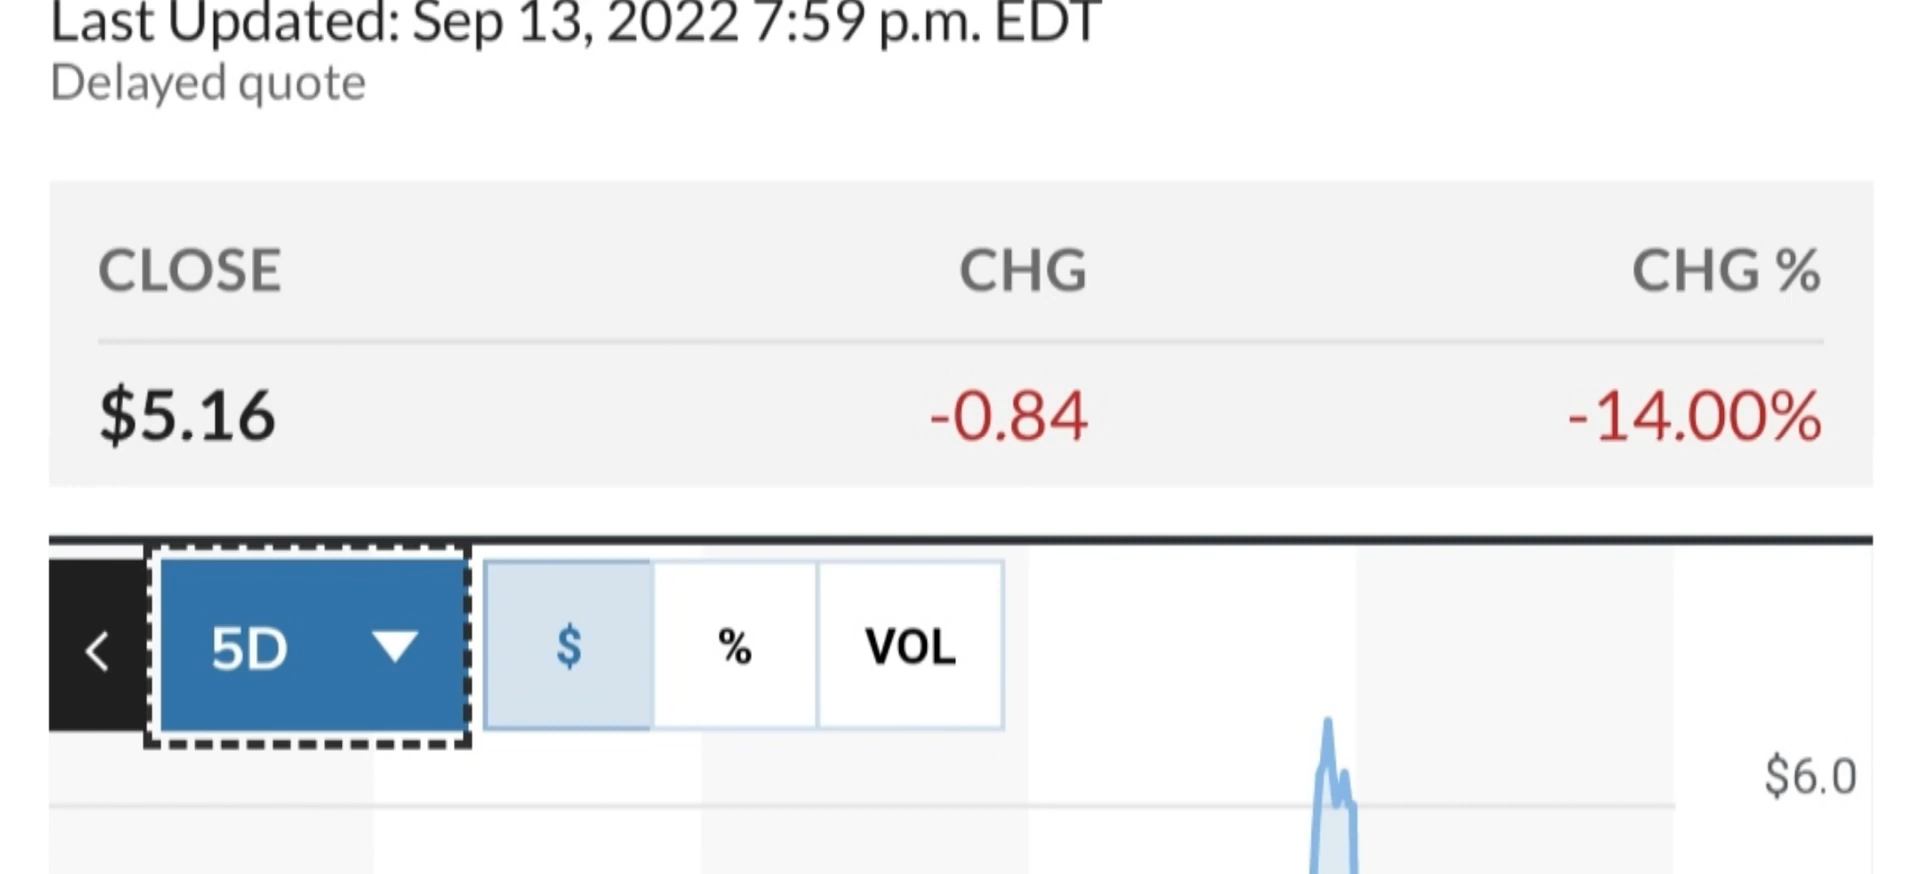 Last Updated: Sep 13, 2022 7:59 p.m. EDT
Delayed quote
CLOSE CHG CHG %
$5.16 -0.84 -14.00%
5D $ % VOL
$6.0